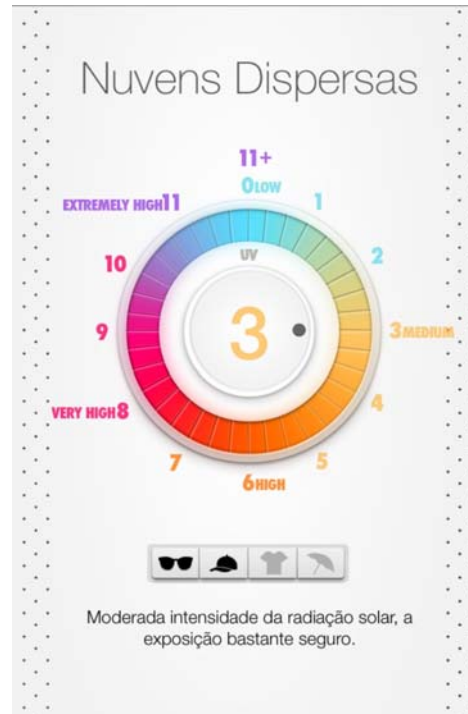 Nuvens Dispersas
11+
0LOW
EXTREMELY HIGH11
1
10
UV
2
9
3
3MEDIUM
VERY HIGH8
4
7
5
6HIGH
Moderada intensidade da radiação solar, a
exposição bastante seguro.